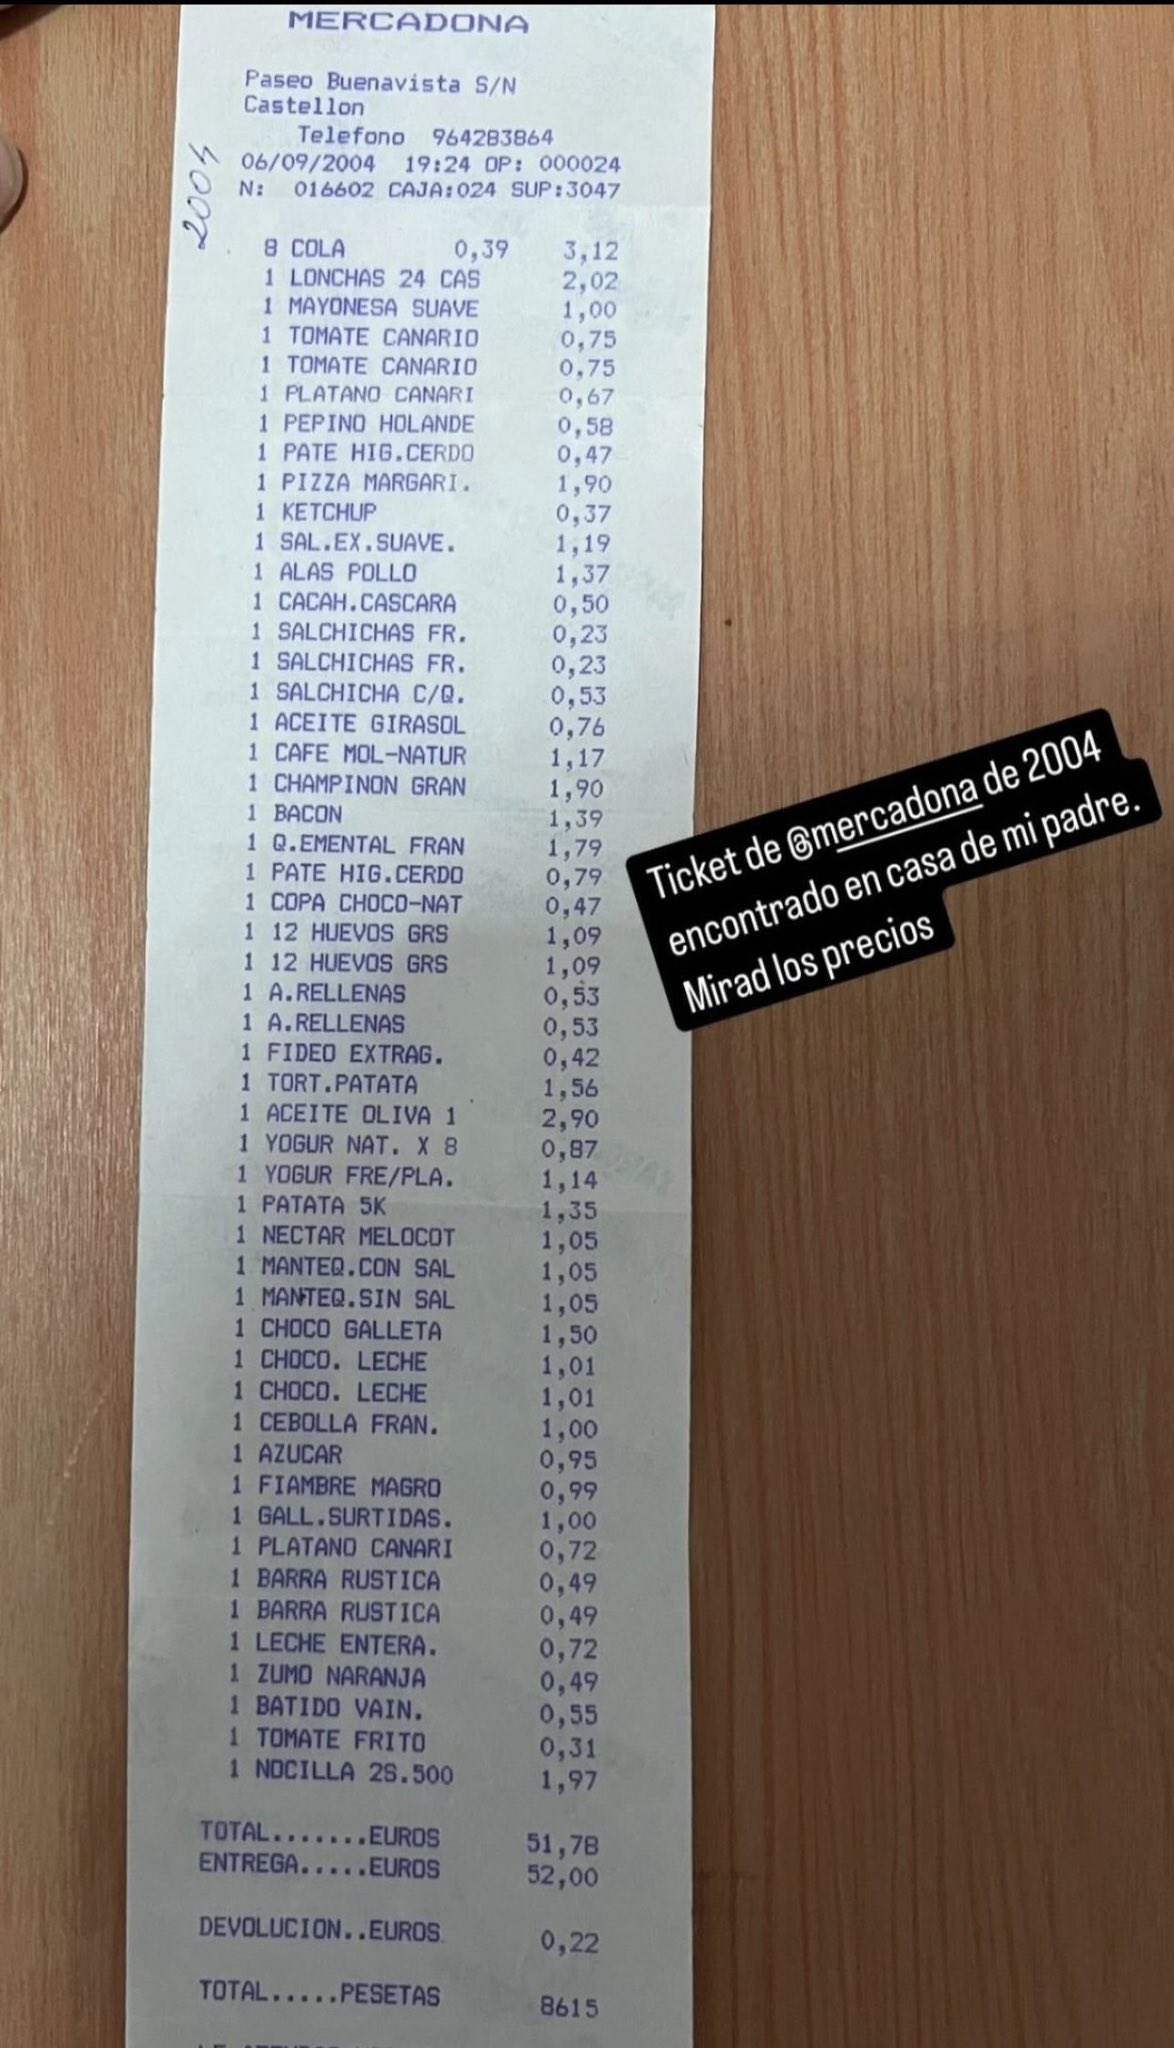 MERCADONA
Paseo Buenavista S/N
Castellon
Telefono 964283864
06/09/2004 19:24 OP: 000024
N: 016602 CAJA:024 SUP:3047
2004
8 COLA 0,39 3,12
1 LONCHAS 24 CAS 2,02
1 MAYONESA SUAVE 1,00
1 TOMATE CANARIO 0,75
1 TOMATE CANARIO 0,75
1 PLATANO CANARI 0,67
1 PEPINO HOLANDE 0,58
1 PATE HIG.CERDO 0,47
1 PIZZA MARGARI. 1,90
1 KETCHUP 0,37
1 SAL.EX.SUAVE. 1,19
1 ALAS POLLO 1,37
1 CACAH.CASCARA 0,50
1 SALCHICHAS FR. 0,23
1 SALCHICHAS FR. 0,23
1 SALCHICHA C/Q. 0,53
1 ACEITE GIRASOL 0,76
1 CAFE MOL-NATUR 1,17
1 CHAMPINON GRAN 1,90
1 BACON 1,39
1 Q.EMENTAL FRAN 1,79
1 PATE HIG.CERDO 0,79
1 COPA CHOCO-NAT 0,47
1 12 HUEVOS GRS 1,09
1 12 HUEVOS GRS 1,09
1 A.RELLENAS 0,53
1 A.RELLENAS 0,53
1 FIDEO EXTRAG. 0,42
1 TORT.PATATA 1,56
1 ACEITE OLIVA 1 2,90
1 YOGUR NAT. X 8 0,87
1 YOGUR FRE/PLA. 1,14
1 PATATA 5K 1,35
1 NECTAR MELOCOT 1,05
1 MANTEQ.CON SAL 1,05
1 MANTEQ.SIN SAL 1,05
1 CHOCO GALLETA 1,50
1 CHOCO. LECHE 1,01
1 CHOCO. LECHE 1,01
1 CEBOLLA FRAN. 1,00
1 AZUCAR 0,95
1 FIAMBRE MAGRO 0,99
1 GALL.SURTIDAS. 1,00
1 PLATANO CANARI 0,72
1 BARRA RUSTICA 0,49
1 BARRA RUSTICA 0,49
1 LECHE ENTERA. 0,72
1 ZUMO NARANJA 0,49
1 BATIDO VAIN. 0,55
1 TOMATE FRITO 0,31
1 NOCILLA 2S.500 1,97
TOTAL.......EUROS 51,78
ENTREGA.....EUROS 52,00
DEVOLUCION..EUROS 0,22
TOTAL.....PESETAS 8615
Ticket de @mercadona de 2004
encontrado en casa de mi padre.
Mirad los precios